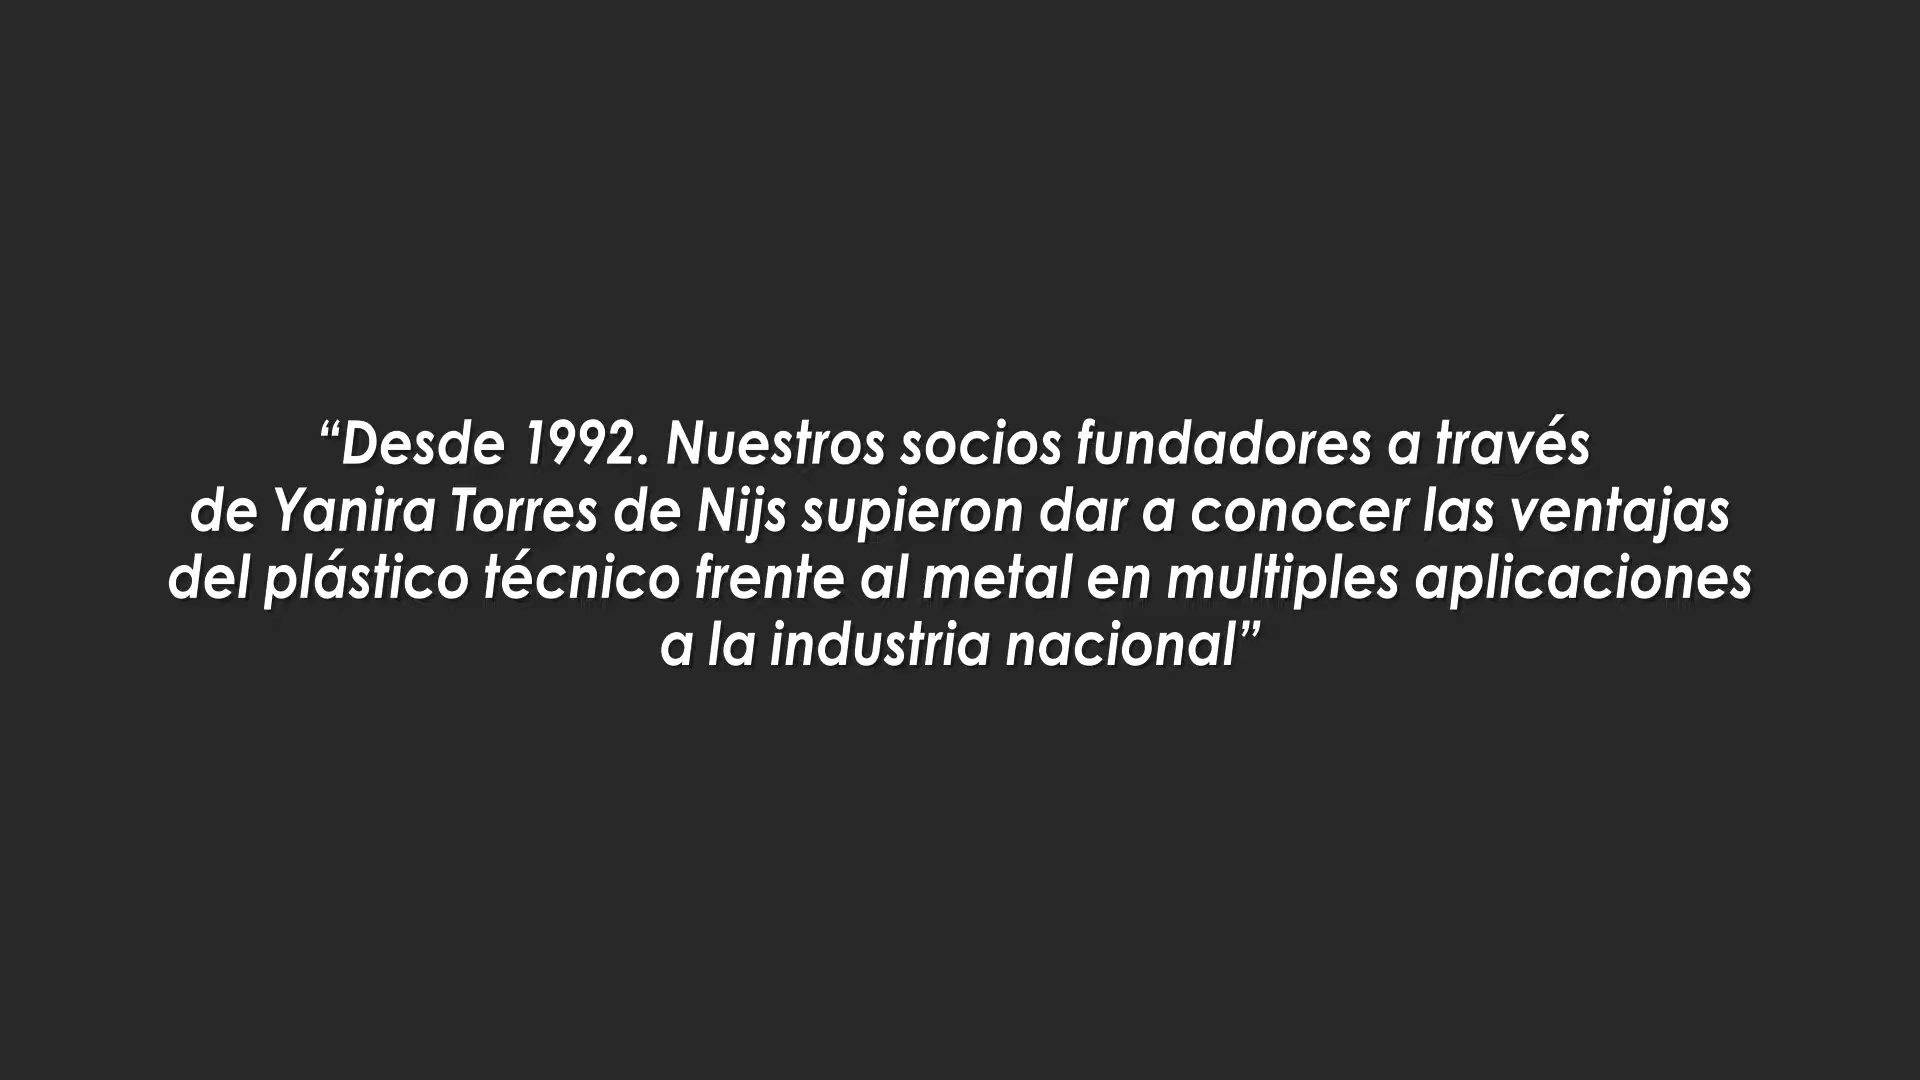 “Desde 1992. Nuestros socios fundadores a través
de Yanira Torres de Nijs supieron dar a conocer las ventajas
del plástico técnico frente al metal en multiples aplicaciones
a la industria nacional”